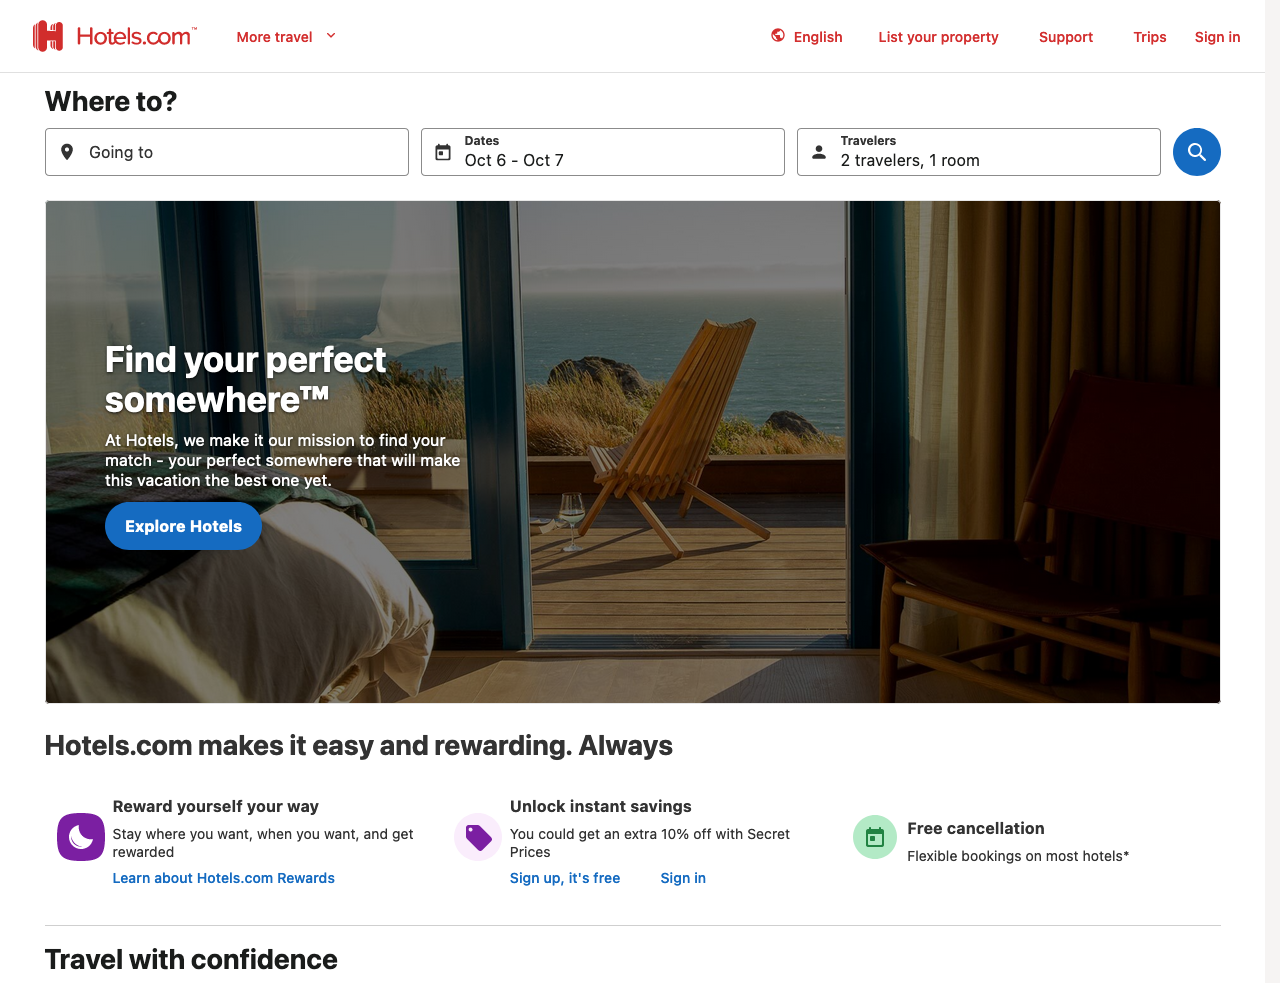 Hotels.com™
More travel
English
List your property
Support
Trips
Sign in
Where to?
Going to
Dates
Oct 6 - Oct 7
Travelers
2 travelers, 1 room
Find your perfect
somewhere™
At Hotels, we make it our mission to find your
match - your perfect somewhere that will make
this vacation the best one yet.
Explore Hotels
Hotels.com makes it easy and rewarding. Always
Reward yourself your way
Stay where you want, when you want, and get
rewarded
Learn about Hotels.com Rewards
Unlock instant savings
You could get an extra 10% off with Secret
Prices
Sign up, it's free
Sign in
Free cancellation
Flexible bookings on most hotels*
Travel with confidence